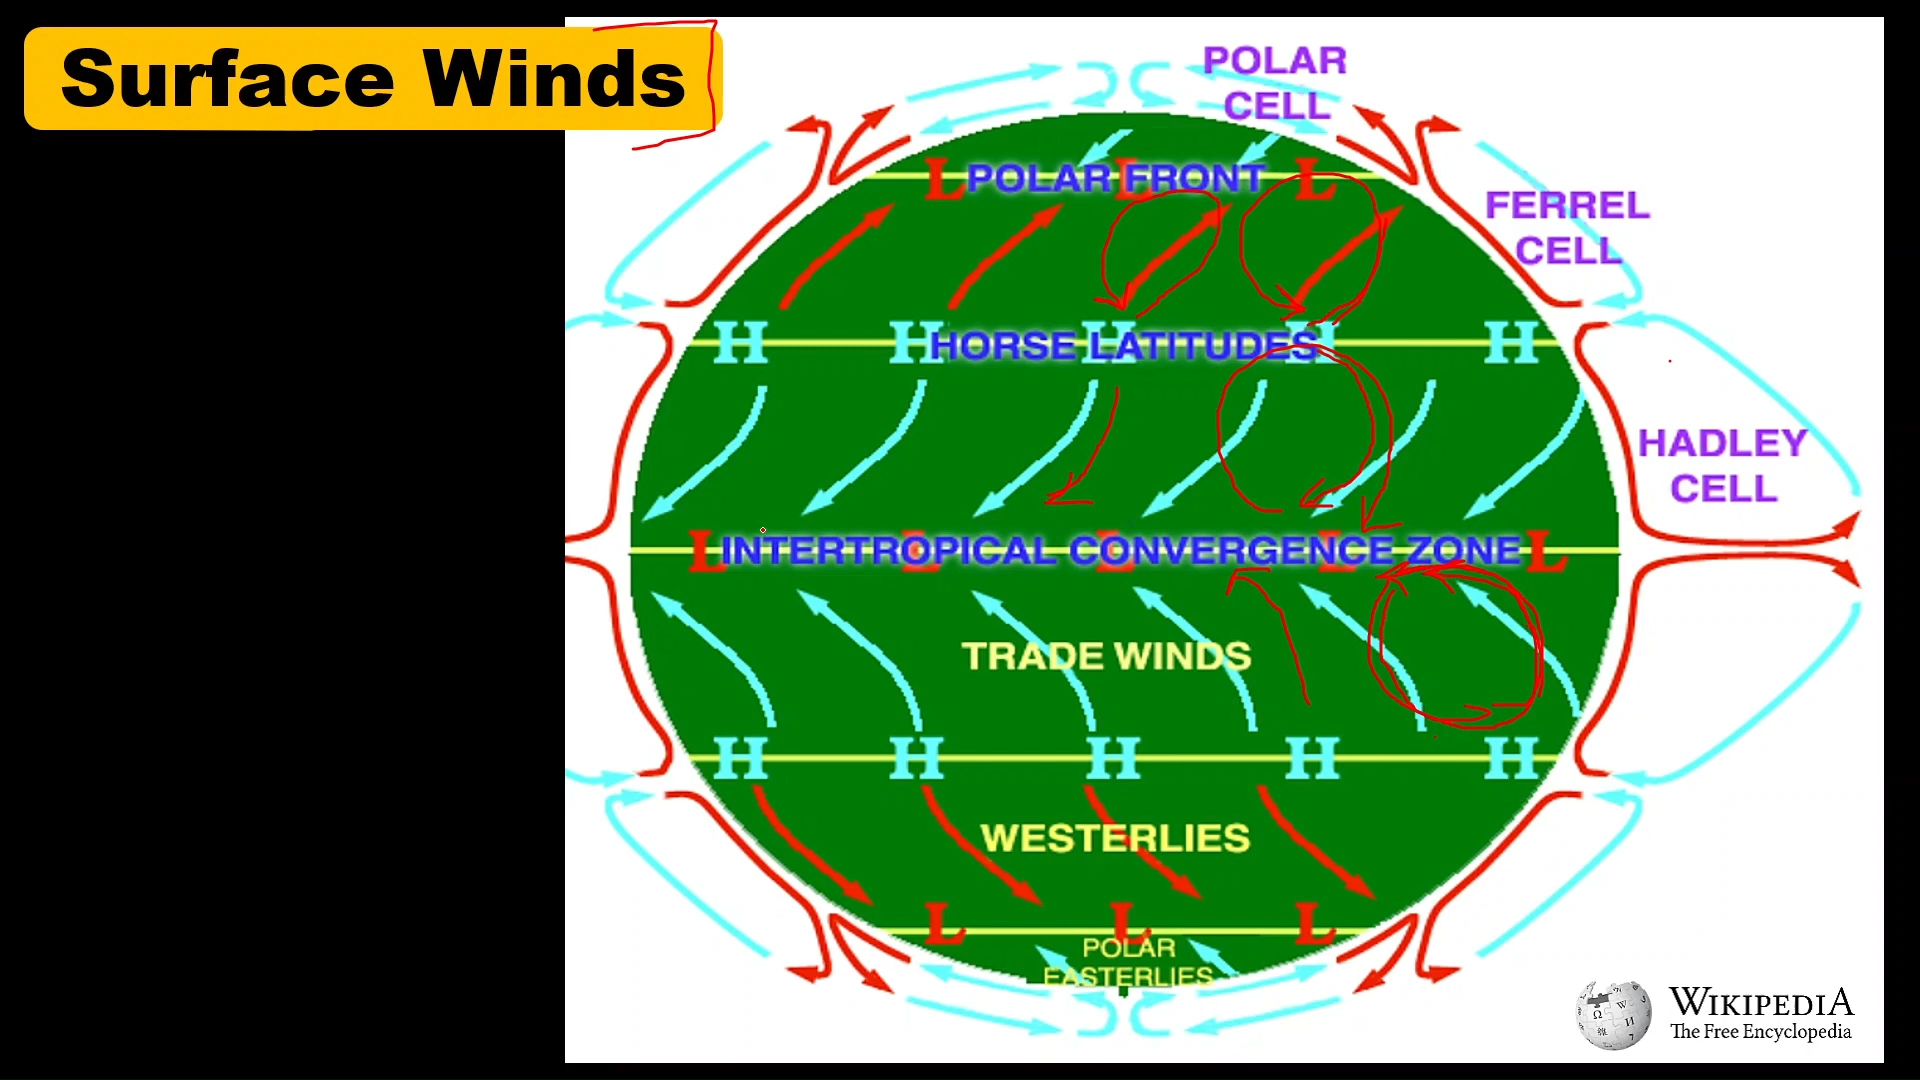 Surface Winds
POLAR
CELL
L POLAR FRONT L
FERREL
CELL
H H HORSE LATITUDES H H H
HADLEY
CELL
L INTERTROPICAL CONVERGENCE ZONE L
TRADE WINDS
H H H H H
WESTERLIES
L L L
POLAR
EASTERLIES
WIKIPEDIA
The Free Encyclopedia